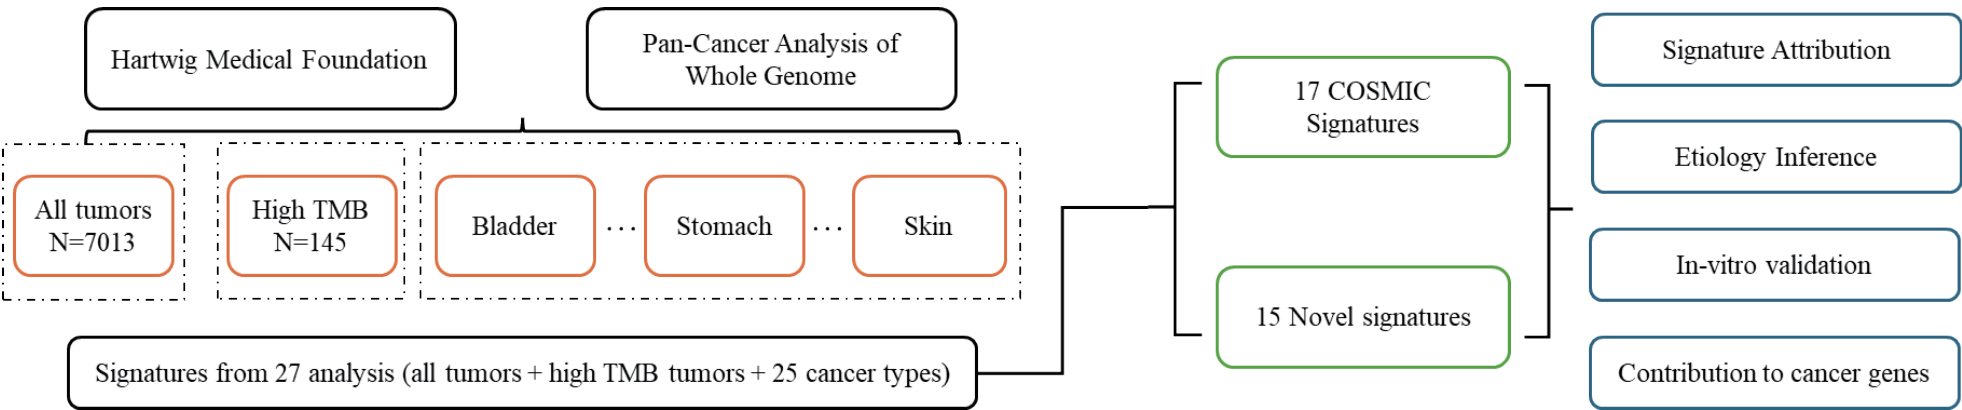 Hartwig Medical Foundation
Pan-Cancer Analysis of
Whole Genome
All tumors
N=7013
High TMB
N=145
Bladder
...
Stomach
...
Skin
Signatures from 27 analysis (all tumors + high TMB tumors + 25 cancer types)
17 COSMIC
Signatures
15 Novel signatures
Signature Attribution
Etiology Inference
In-vitro validation
Contribution to cancer genes